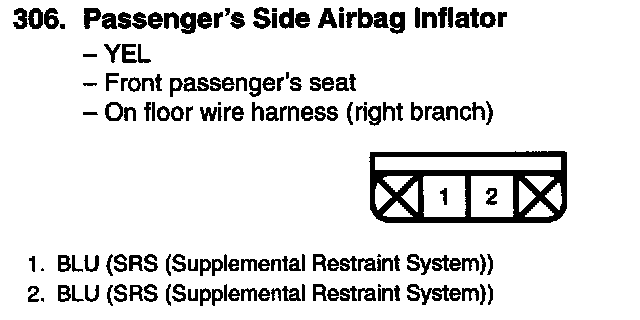 306. Passenger's Side Airbag Inflator
– YEL
– Front passenger's seat
– On floor wire harness (right branch)
1 2
1. BLU (SRS (Supplemental Restraint System))
2. BLU (SRS (Supplemental Restraint System))